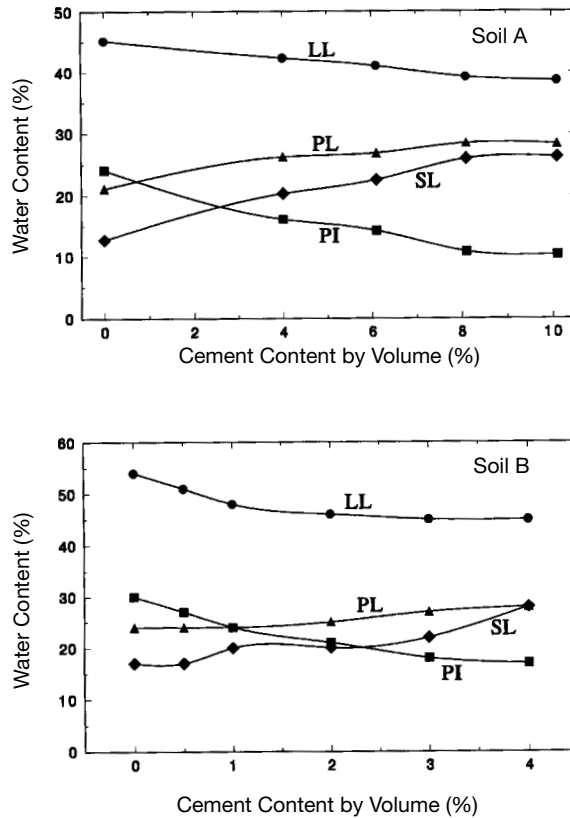 50
Soil A
LL
40
Water Content (%)
30
PL
SL
20
PI
10
0
0 2 4 6 8 10
Cement Content by Volume (%)
60
Soil B
50
LL
40
Water Content (%)
30
PL
SL
20
PI
10
0
0 1 2 3 4
Cement Content by Volume (%)